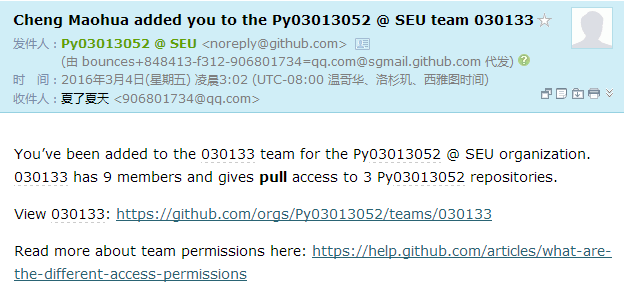 Cheng Maohua added you to the Py03013052 @ SEU team 030133
发件人：Py03013052 @ SEU <noreply@github.com>
(由 bounces+848413-f312-906801734=qq.com@sgmail.github.com 代发)
时　间：2016年3月4日(星期五) 凌晨3:02 (UTC-08:00 温哥华、洛杉矶、西雅图时间)
收件人：夏了夏天 <906801734@qq.com>
You’ve been added to the 030133 team for the Py03013052 @ SEU organization.
030133 has 9 members and gives pull access to 3 Py03013052 repositories.
View 030133: https://github.com/orgs/Py03013052/teams/030133
Read more about team permissions here: https://help.github.com/articles/what-are-
the-different-access-permissions